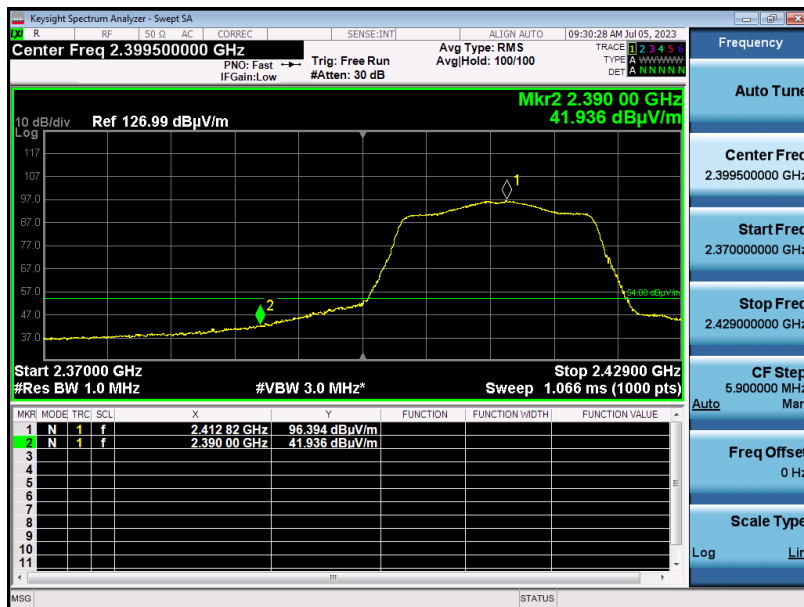 Keysight Spectrum Analyzer - Swept SA
LXI R RF 50 Ω AC CORREC SENSE:INT ALIGN AUTO 09:30:28 AM Jul 05, 2023
Center Freq 2.399500000 GHz
PNO: Fast
IFGain:Low
Trig: Free Run
#Atten: 30 dB
Avg Type: RMS
Avg|Hold: 100/100
TRACE 1 2 3 4 5 6
TYPE A WWWWW
DET A N N N N N
Mkr2 2.390 00 GHz
41.936 dBµV/m
10 dB/div Ref 126.99 dBµV/m
Log
117
107
97.0
87.0
77.0
67.0
57.0
47.0
37.0
1
2
54.00 dBµV/m
Start 2.37000 GHz Stop 2.42900 GHz
#Res BW 1.0 MHz #VBW 3.0 MHz* Sweep 1.066 ms (1000 pts)
MKR MODE TRC SCL X Y FUNCTION FUNCTION WIDTH FUNCTION VALUE
1 N 1 f 2.412 82 GHz 96.394 dBµV/m
2 N 1 f 2.390 00 GHz 41.936 dBµV/m
3
4
5
6
7
8
9
10
11
MSG STATUS
Frequency
Auto Tune
Center Freq
2.399500000 GHz
Start Freq
2.370000000 GHz
Stop Freq
2.429000000 GHz
CF Step
5.900000 MHz
Auto Man
Freq Offset
0 Hz
Scale Type
Log Lin